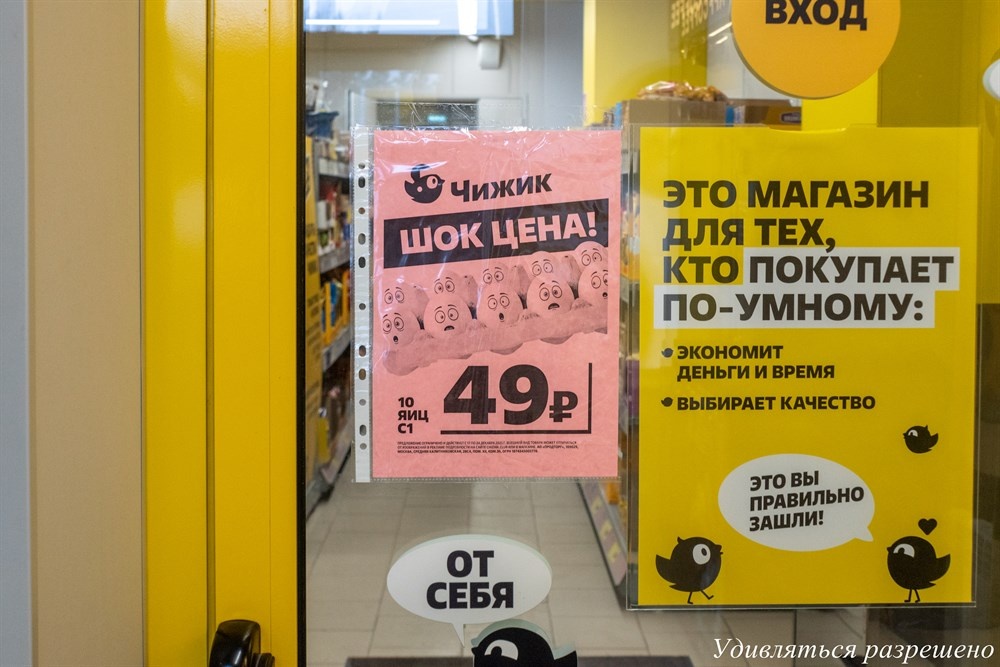 ВХОД
Чижик
ШОК ЦЕНА!
10
ЯИЦ
С1
49₽
ЭТО МАГАЗИН
ДЛЯ ТЕХ,
КТО ПОКУПАЕТ
ПО-УМНОМУ:
ЭКОНОМИТ
ДЕНЬГИ И ВРЕМЯ
ВЫБИРАЕТ КАЧЕСТВО
ЭТО ВЫ
ПРАВИЛЬНО
ЗАШЛИ!
ОТ
СЕБЯ
Удивляться разрешено